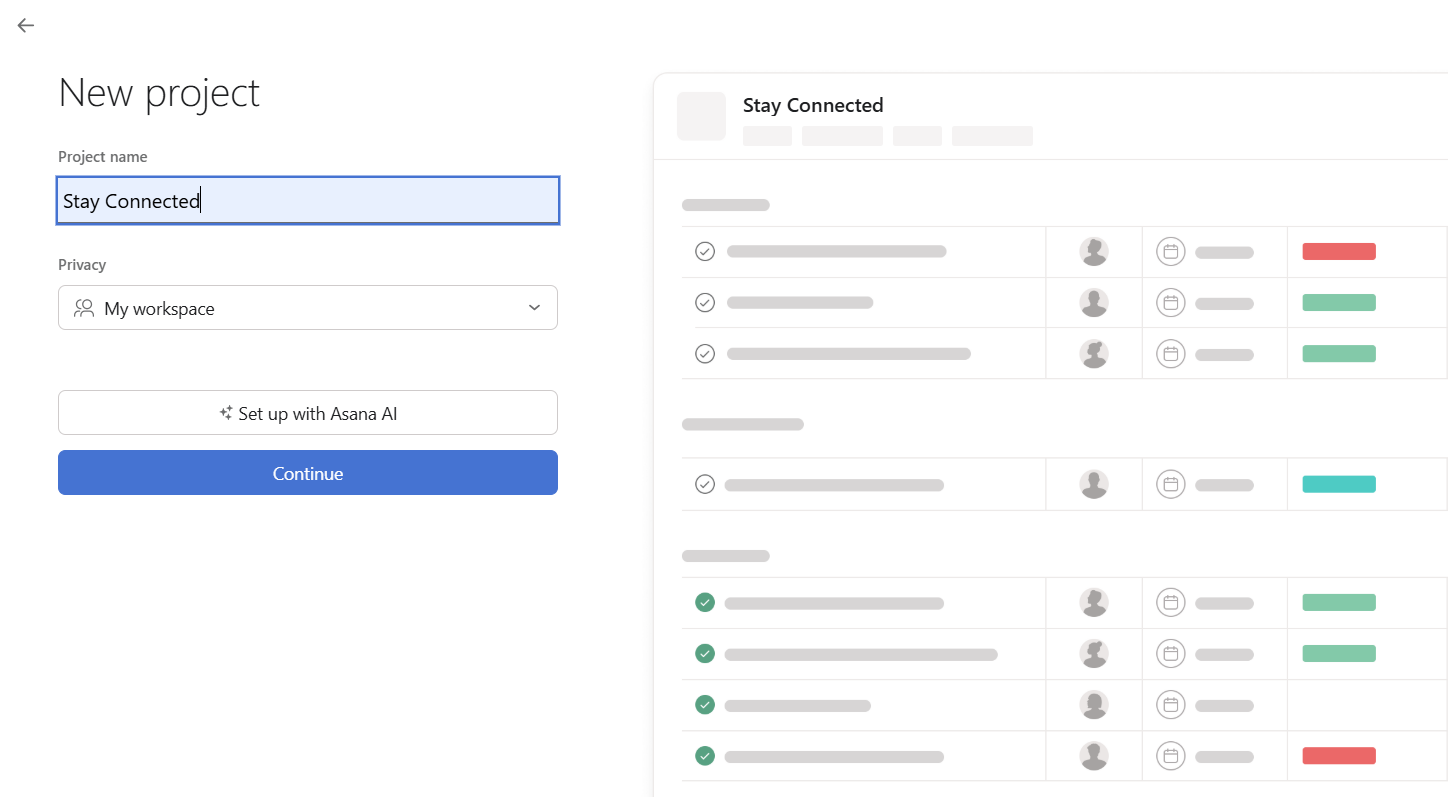 New project
Project name
Stay Connected
Privacy
My workspace
Set up with Asana AI
Continue
Stay Connected